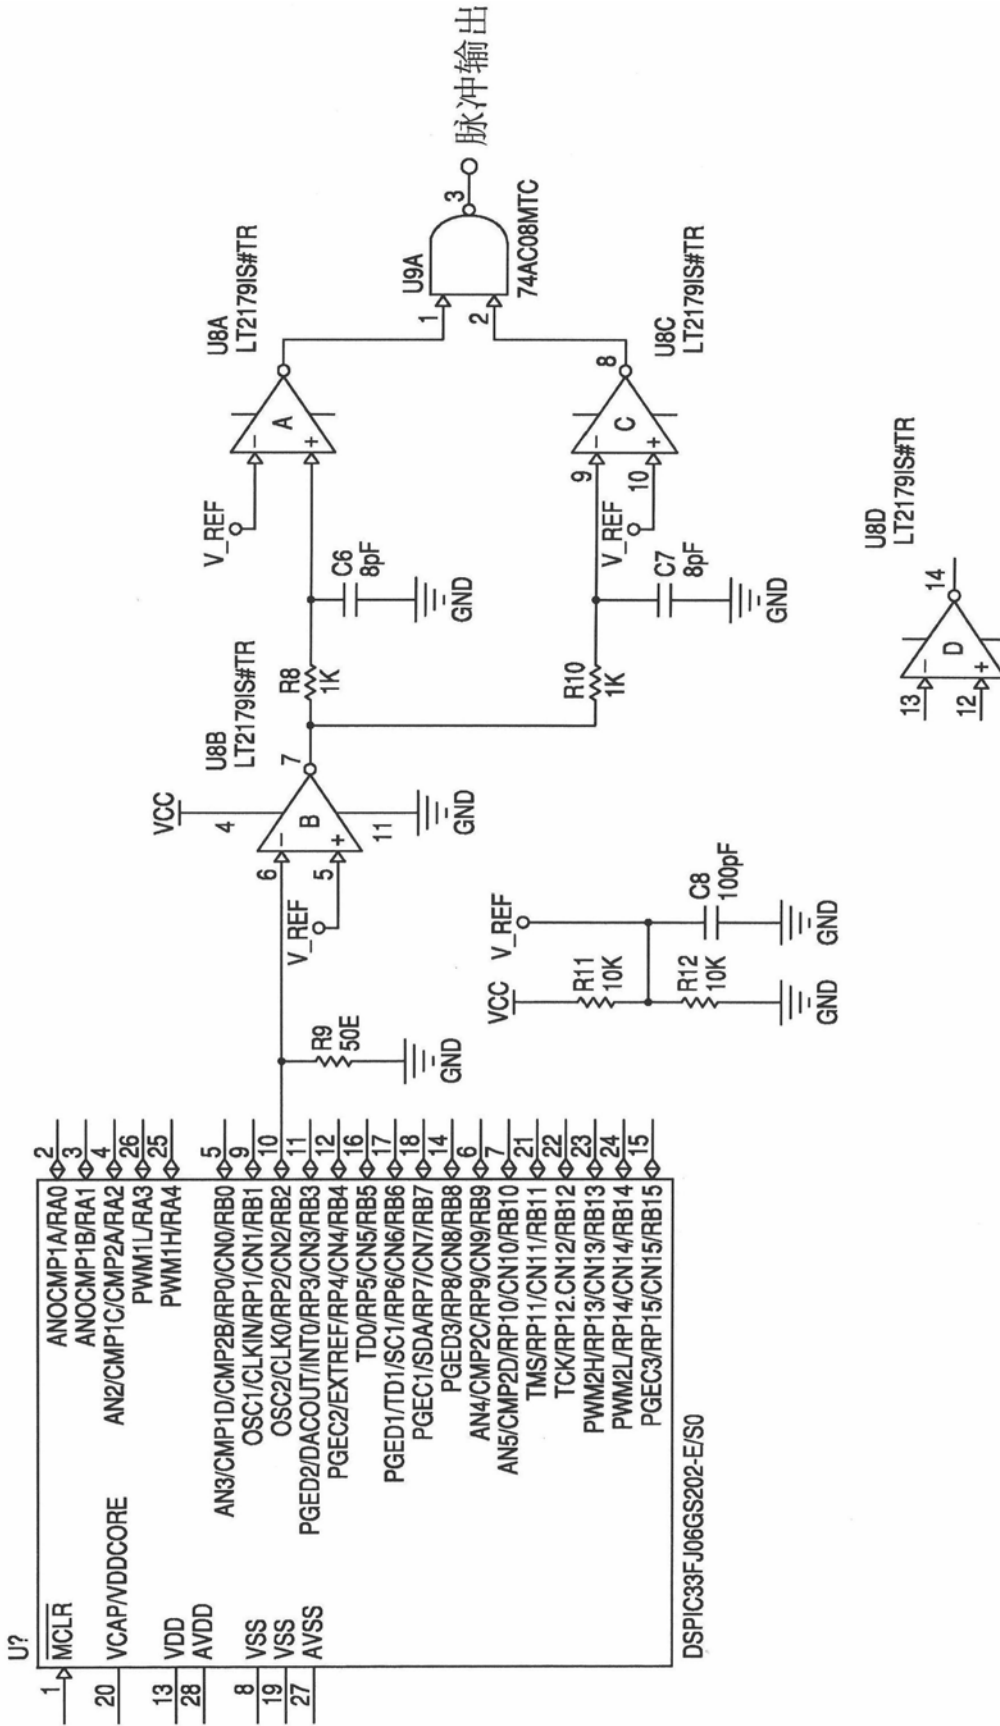 U?
1
MCLR
20
VCAP/VDDCORE
13
VDD
28
AVDD
8
VSS
19
VSS
27
AVSS
ANOCMP1A/RA0
2
ANOCMP1B/RA1
3
AN2/CMP1C/CMP2A/RA2
4
PWM1L/RA3
26
PWM1H/RA4
25
AN3/CMP1D/CMP2B/RP0/CN0/RB0
5
OSC1/CLKIN/RP1/CN1/RB1
9
OSC2/CLK0/RP2/CN2/RB2
10
PGED2/DACOUT/INT0/RP3/CN3/RB3
11
PGEC2/EXTREF/RP4/CN4/RB4
12
TD0/RP5/CN5/RB5
16
PGED1/TD1/SC1/RP6/CN6/RB6
17
PGEC1/SDA/RP7/CN7/RB7
18
PGED3/RP8/CN8/RB8
14
AN4/CMP2C/RP9/CN9/RB9
6
AN5/CMP2D/RP10/CN10/RB10
7
TMS/RP11/CN11/RB11
21
TCK/RP12.CN12/RB12
22
PWM2H/RP13/CN13/RB13
23
PWM2L/RP14/CN14/RB14
24
PGEC3/RP15/CN15/RB15
15
DSPIC33FJ06GS202-E/S0
R9
50E
GND
VCC
4
6
5
V_REF
B
-
+
7
11
GND
U8B
LT2179IS#TR
R8
1K
C6
8pF
GND
V_REF
A
-
+
U8A
LT2179IS#TR
R10
1K
C7
8pF
GND
V_REF
9
10
C
-
+
8
U8C
LT2179IS#TR
1
2
U9A
74AC08MTC
3
脉冲输出
VCC
V_REF
R11
10K
R12
10K
C8
100pF
GND
GND
13
12
D
-
+
14
U8D
LT2179IS#TR